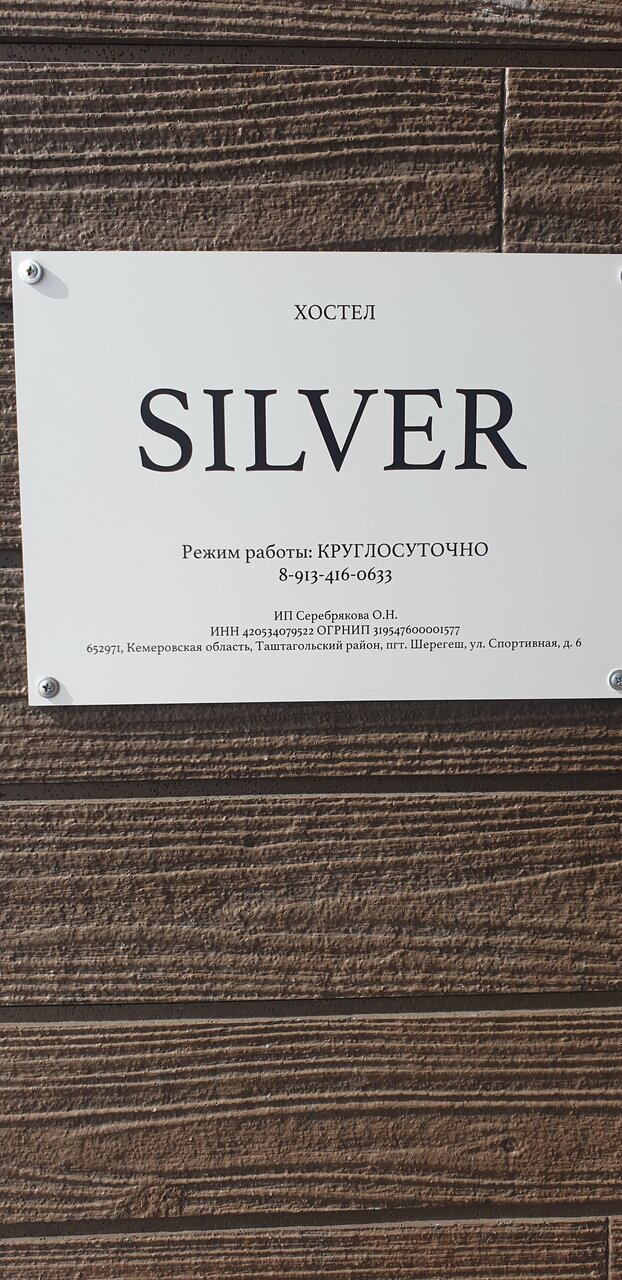 ХОСТЕЛ
SILVER
Режим работы: КРУГЛОСУТОЧНО
8-913-416-0633
ИП Серебрякова О.Н.
ИНН 420534079522 ОГРНИП 319547600001577
652971, Кемеровская область, Таштагольский район, пгт. Шерегеш, ул. Спортивная, д. 6